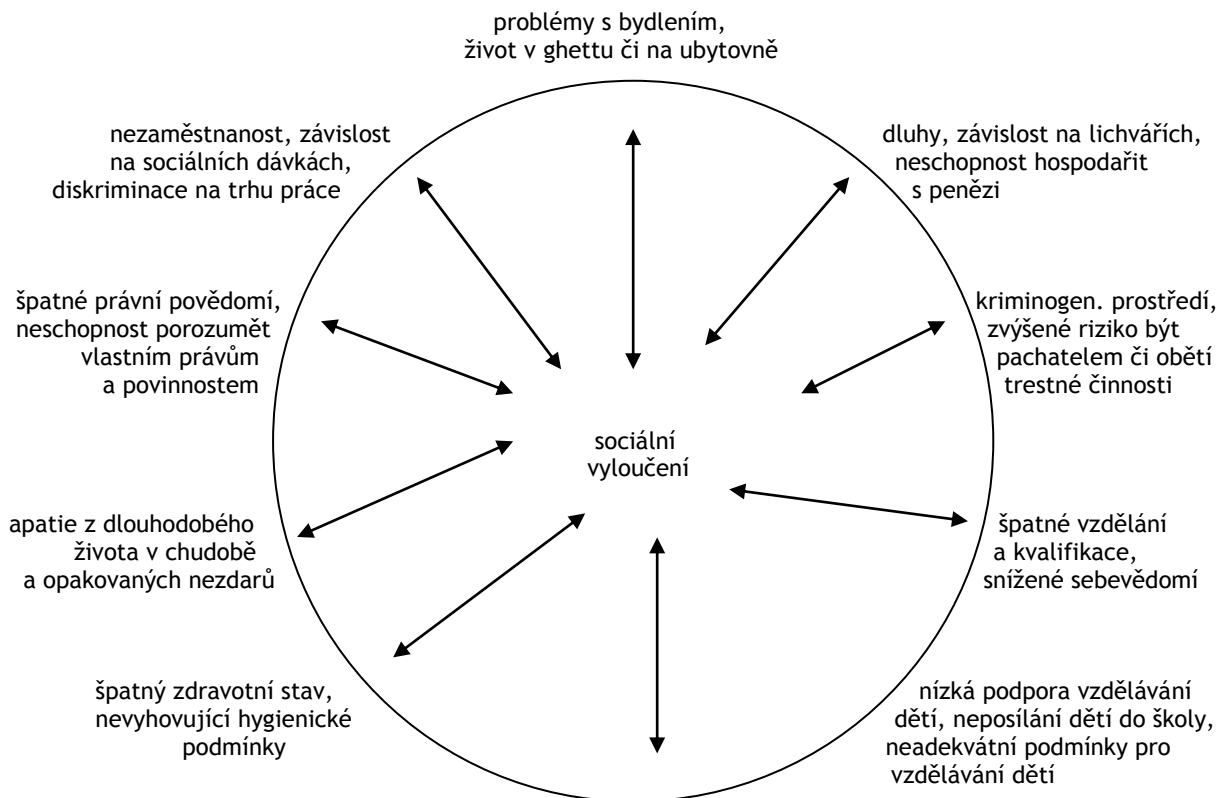 problémy s bydlením,
život v ghettu či na ubytovně
nezaměstnanost, závislost
na sociálních dávkách,
diskriminace na trhu práce
dluhy, závislost na lichvářích,
neschopnost hospodařit
s penězi
špatné právní povědomí,
neschopnost porozumět
vlastním právům
a povinnostem
kriminogen. prostředí,
zvýšené riziko být
pachatelem či obětí
trestné činnosti
sociální
vyloučení
apatie z dlouhodobého
života v chudobě
a opakovaných nezdarů
špatné vzdělání
a kvalifikace,
snížené sebevědomí
špatný zdravotní stav,
nevyhovující hygienické
podmínky
nízká podpora vzdělávání
dětí, neposílání dětí do školy,
neadekvátní podmínky pro
vzdělávání dětí